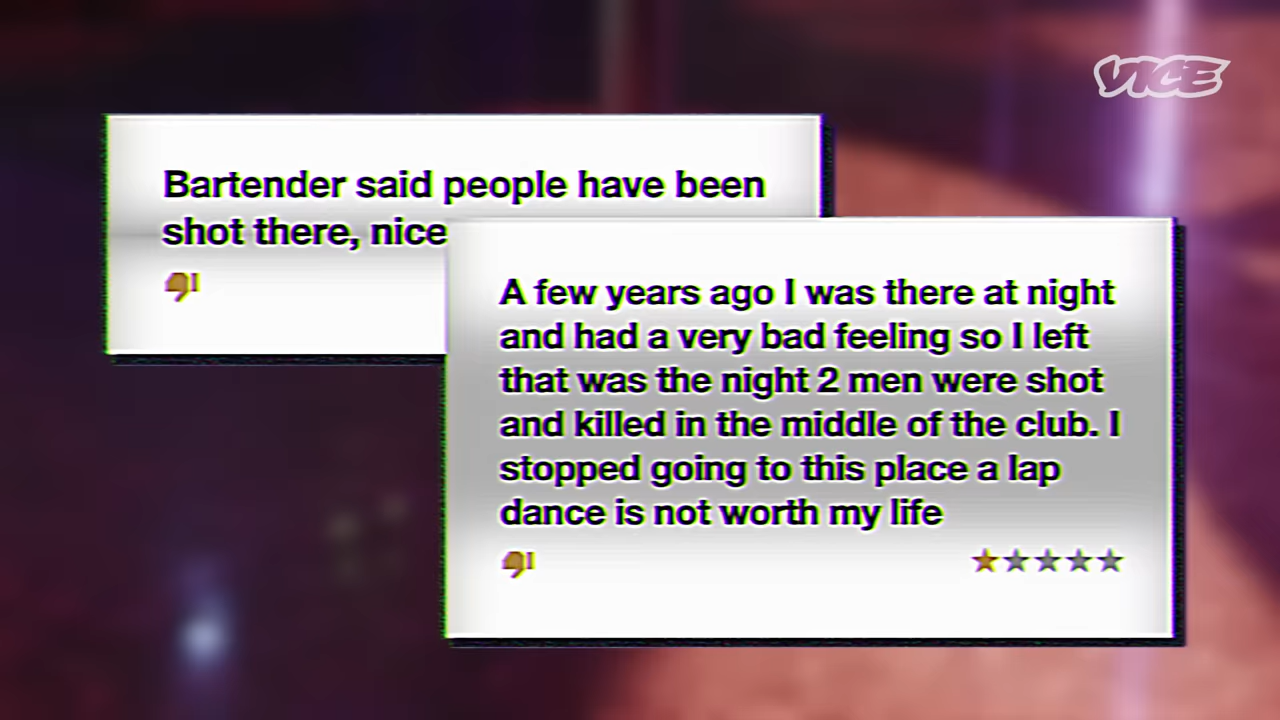 VICE
Bartender said people have been
shot there, nice
A few years ago I was there at night
and had a very bad feeling so I left
that was the night 2 men were shot
and killed in the middle of the club. I
stopped going to this place a lap
dance is not worth my life